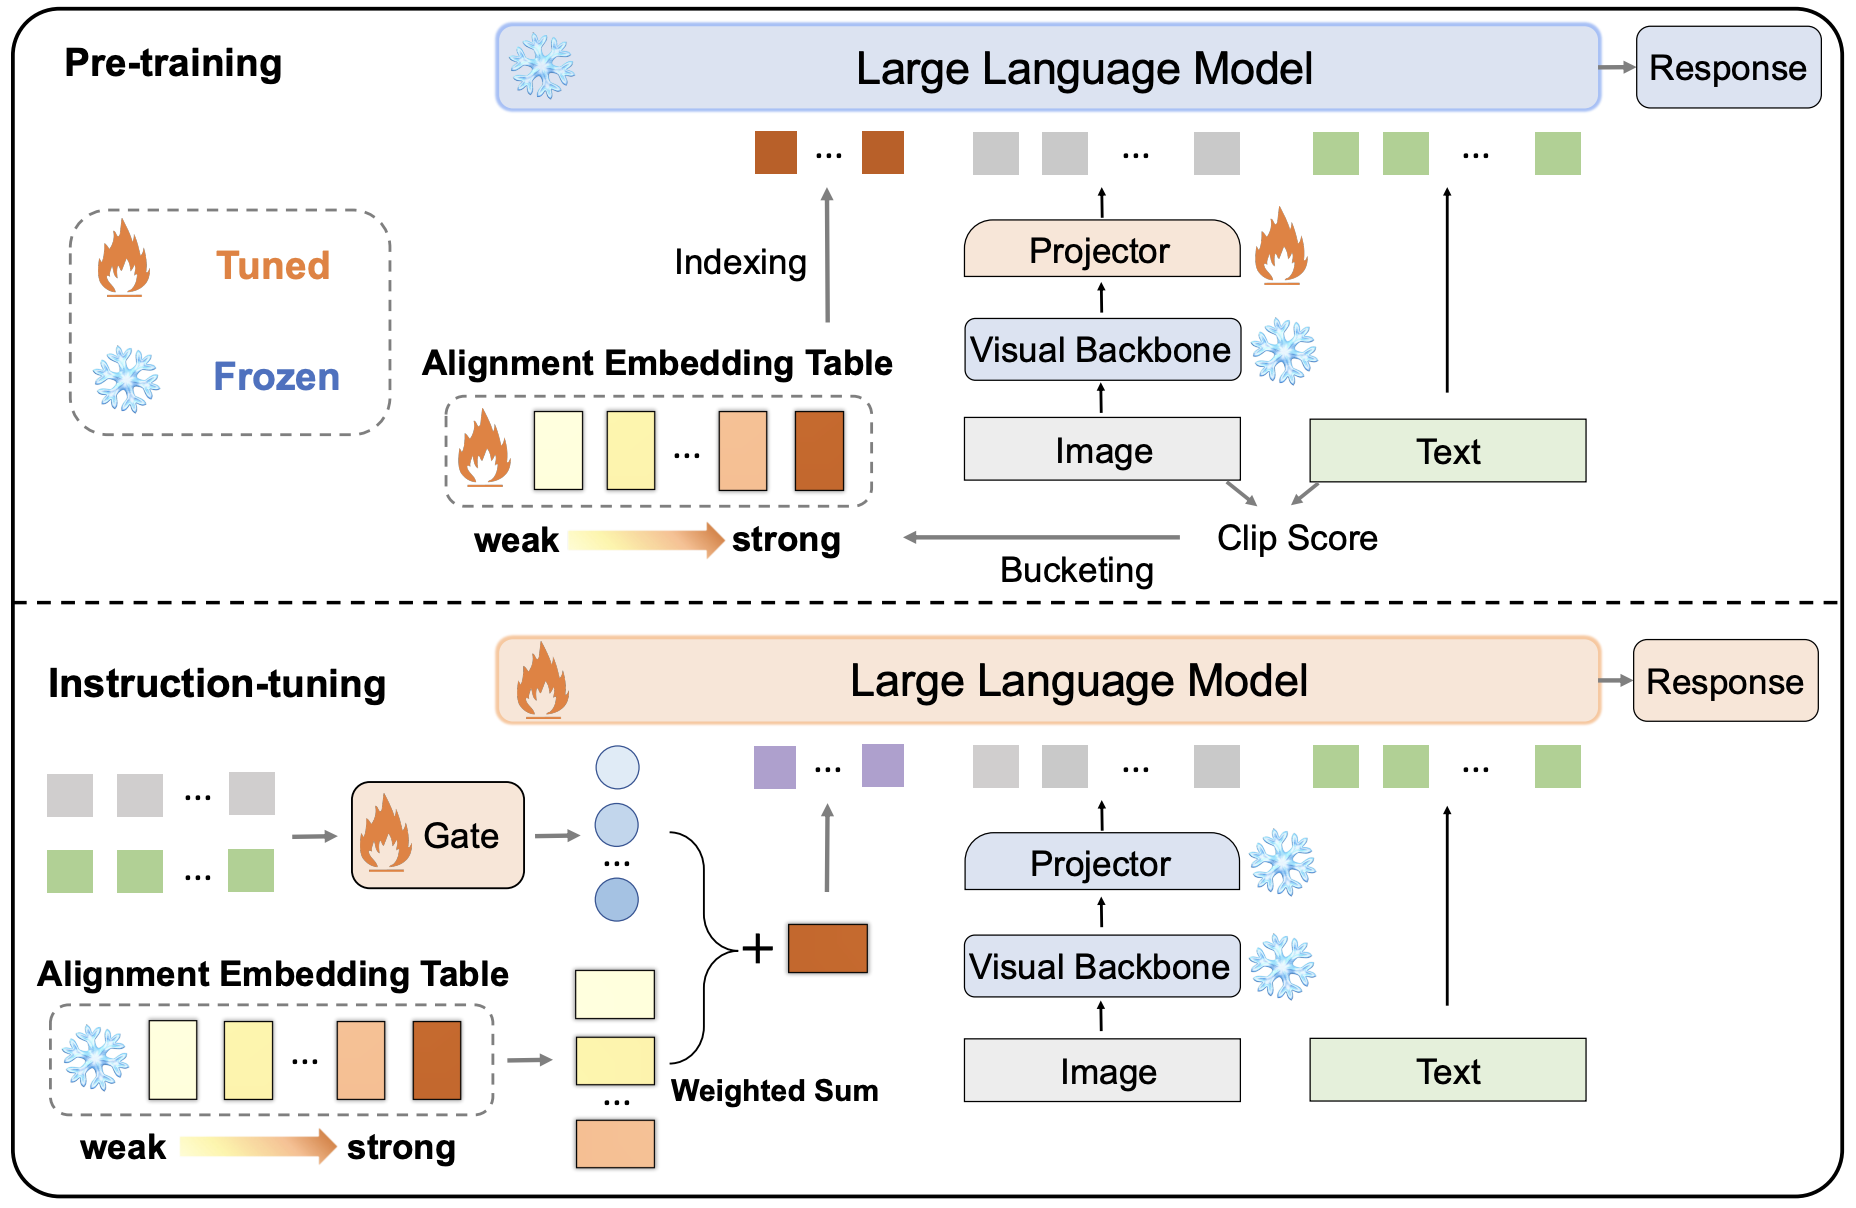 Pre-training
Large Language Model
Response
...
...
...
Tuned
Frozen
Indexing
Projector
Visual Backbone
Alignment Embedding Table
...
Image
Text
weak
strong
Clip Score
Bucketing
Instruction-tuning
Large Language Model
Response
...
...
...
...
...
Gate
...
Projector
+
Visual Backbone
Alignment Embedding Table
...
Image
Text
Weighted Sum
...
weak
strong